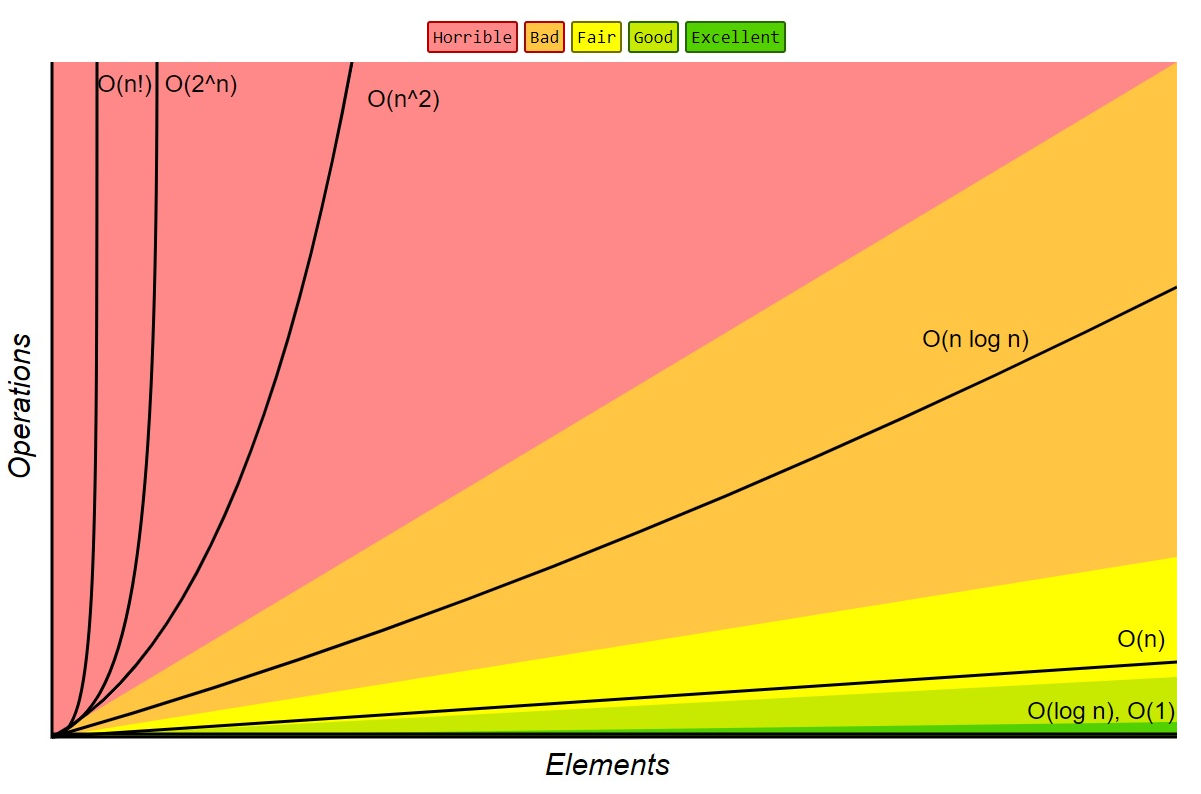 Horrible Bad Fair Good Excellent
O(n!) O(2^n)
O(n^2)
O(n log n)
O(n)
O(log n), O(1)
Operations
Elements